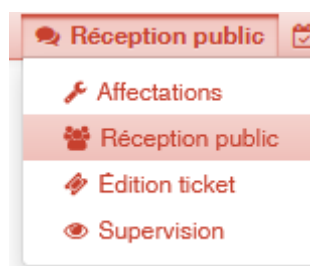 Réception public
Affectations
Réception public
Édition ticket
Supervision